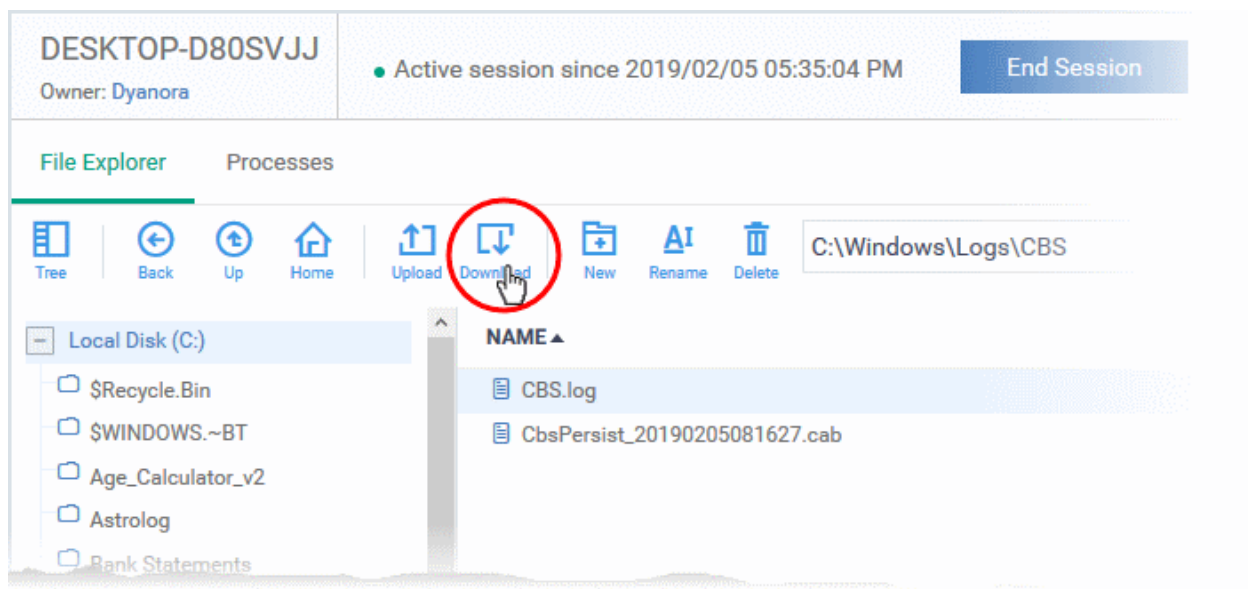 DESKTOP-D80SVJJ
Owner: Dyanora
Active session since 2019/02/05 05:35:04 PM
End Session
File Explorer
Processes
Tree
Back
Up
Home
Upload
Download
New
Rename
Delete
C:\Windows\Logs\CBS
Local Disk (C:)
$Recycle.Bin
$WINDOWS.~BT
Age_Calculator_v2
Astrolog
Bank Statements
NAME
CBS.log
CbsPersist_20190205081627.cab